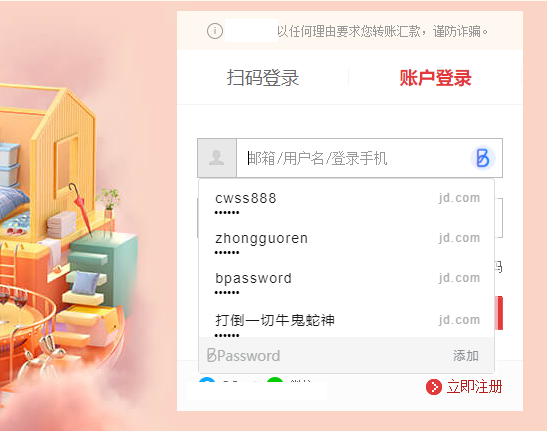 以任何理由要求您转账汇款，谨防诈骗。
扫码登录
账户登录
邮箱/用户名/登录手机
cwss888 jd.com
••••••
zhongguoren jd.com
••••••
bpassword jd.com
••••••
打倒一切牛鬼蛇神 jd.com
••••••
码
BPassword 添加
立即注册